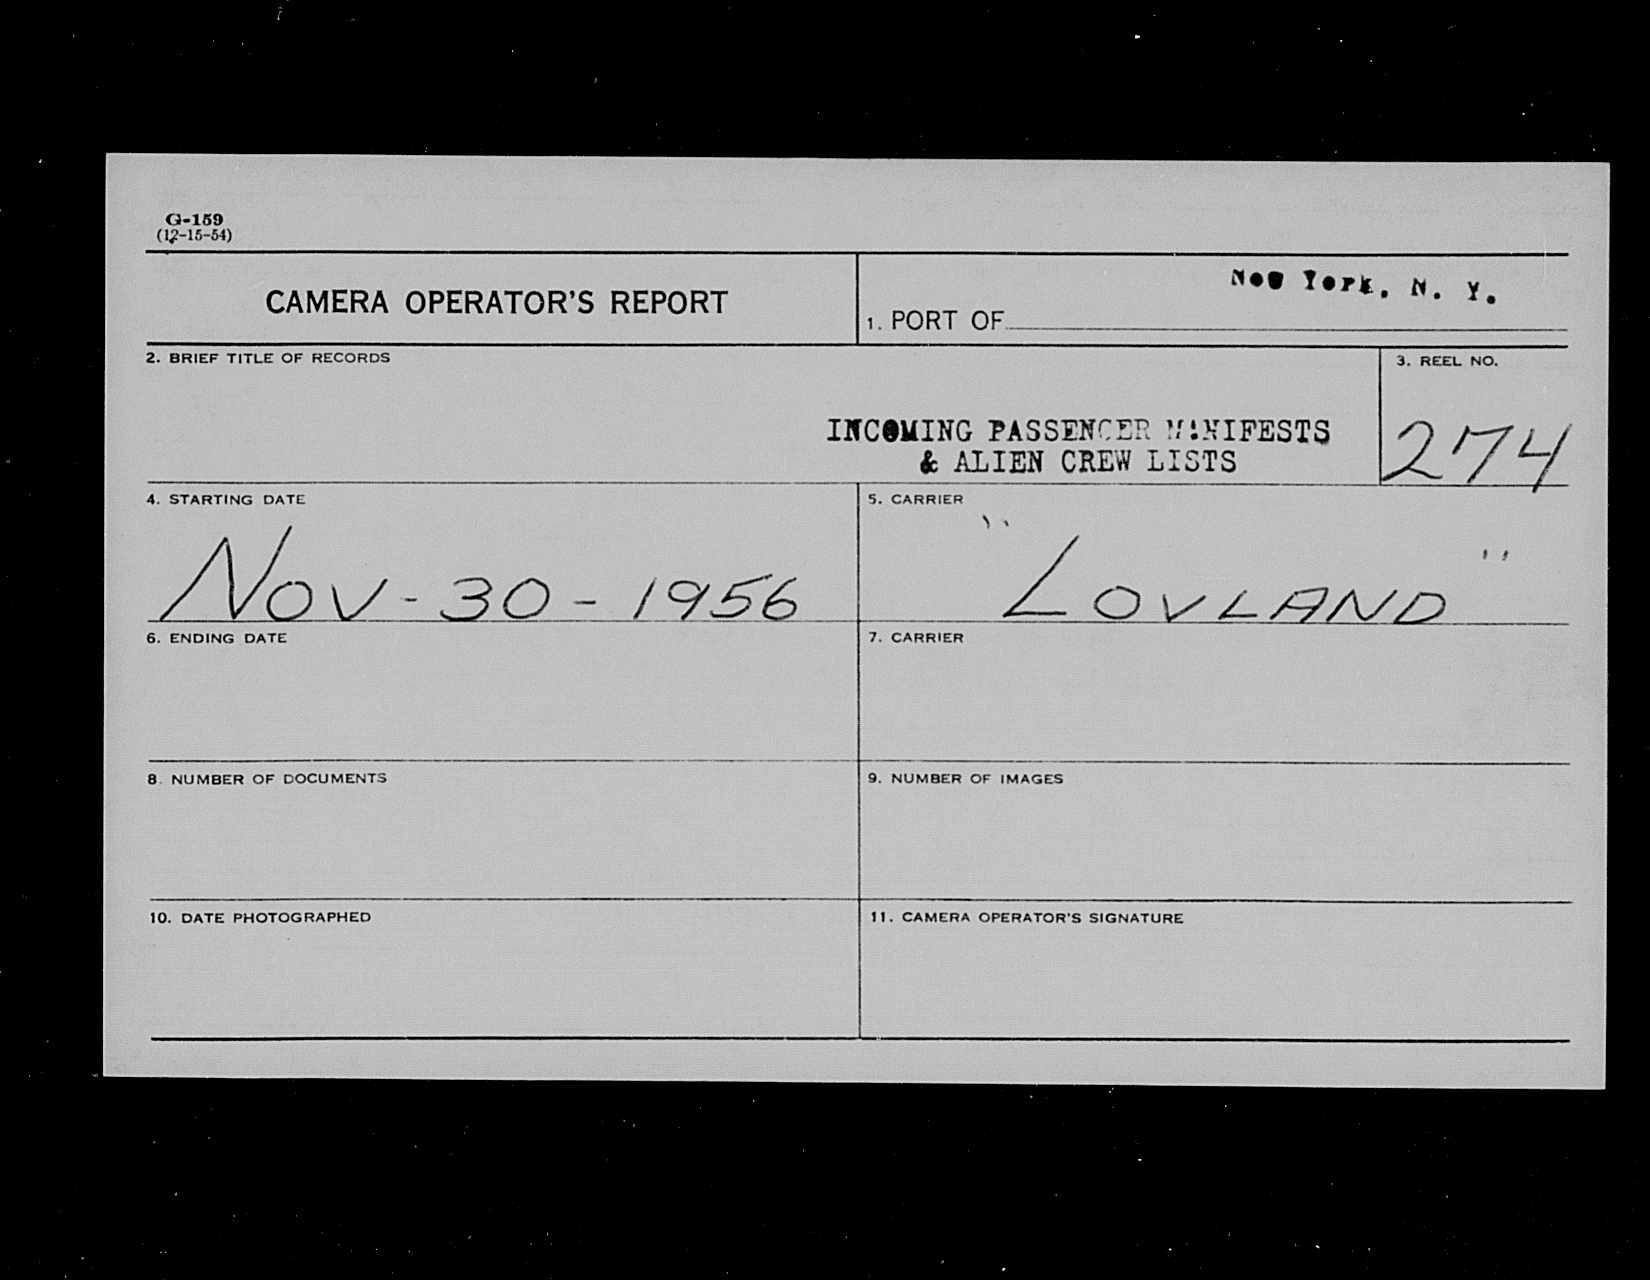 G-159
(12-15-54)
CAMERA OPERATOR'S REPORT
New York, N. Y.
1. PORT OF
2. BRIEF TITLE OF RECORDS
3. REEL NO.
INCOMING PASSENGER MANIFESTS
& ALIEN CREW LISTS
274
4. STARTING DATE
5. CARRIER
NOV-30-1956
"LOVLAND"
6. ENDING DATE
7. CARRIER
8. NUMBER OF DOCUMENTS
9. NUMBER OF IMAGES
10. DATE PHOTOGRAPHED
11. CAMERA OPERATOR'S SIGNATURE